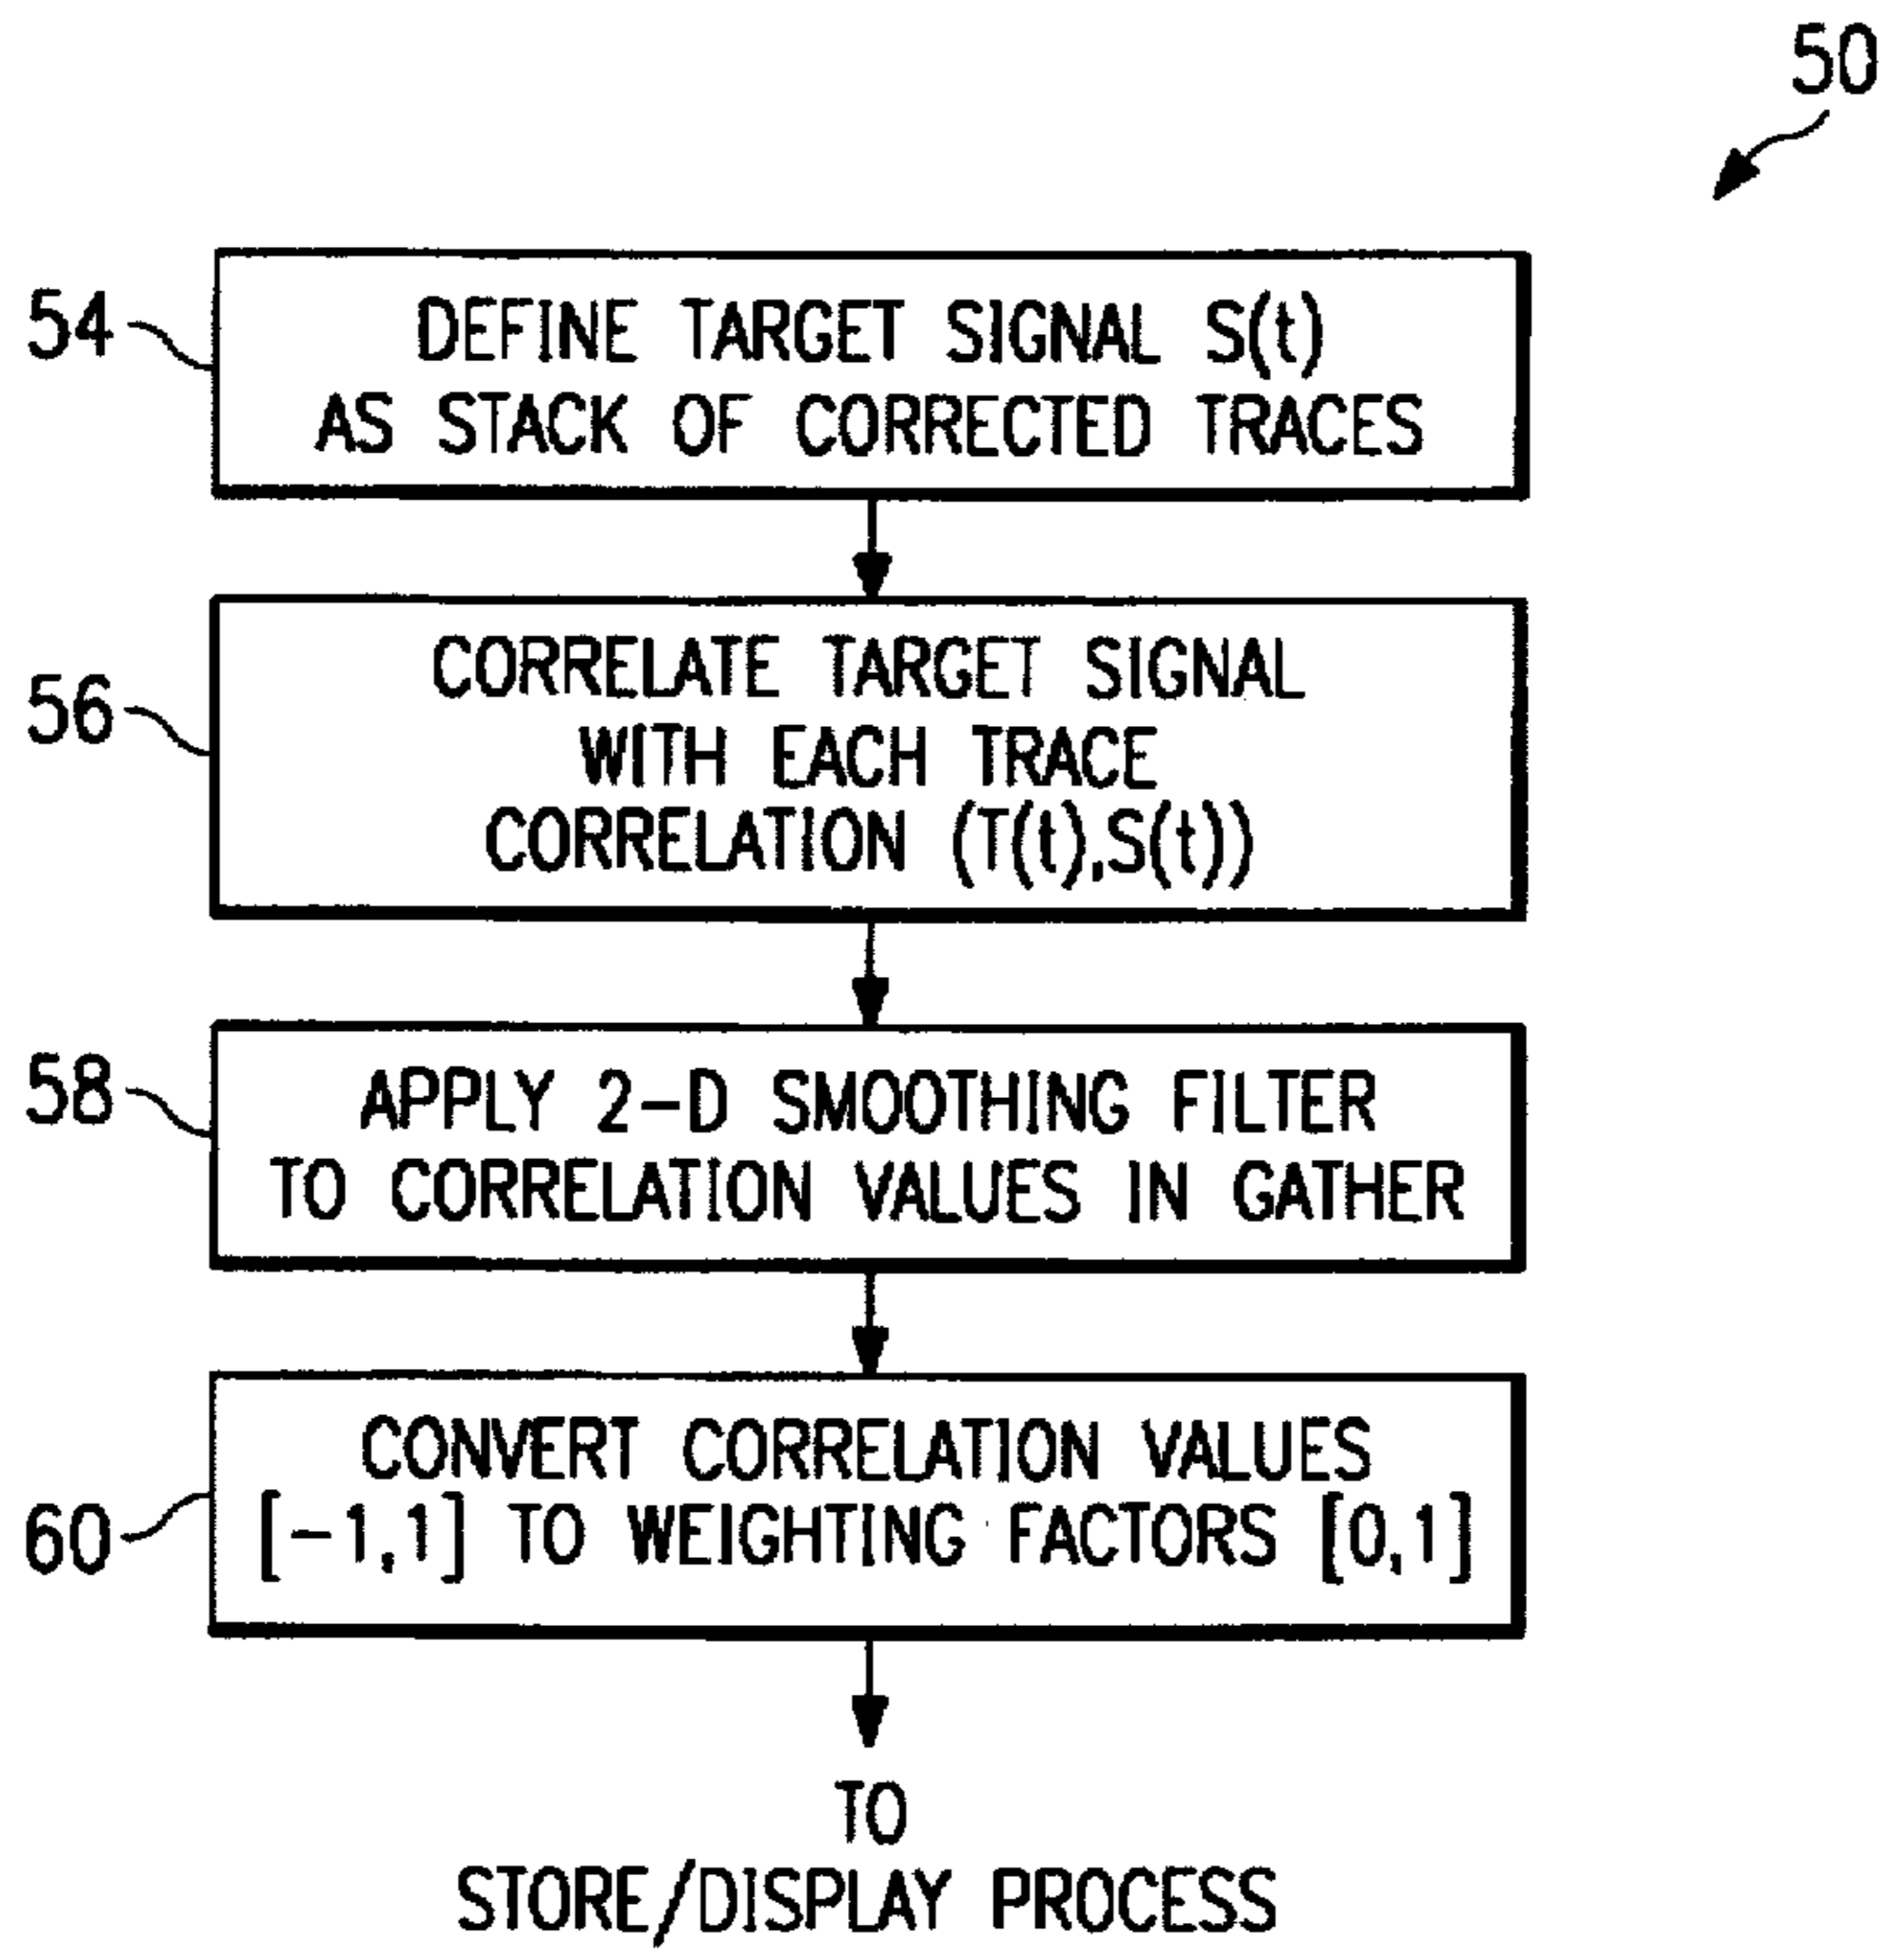 50
54
DEFINE TARGET SIGNAL S(t)
AS STACK OF CORRECTED TRACES
56
CORRELATE TARGET SIGNAL
WITH EACH TRACE
CORRELATION (T(t),S(t))
58
APPLY 2-D SMOOTHING FILTER
TO CORRELATION VALUES IN GATHER
60
CONVERT CORRELATION VALUES
[-1,1] TO WEIGHTING FACTORS [0,1]
TO
STORE/DISPLAY PROCESS